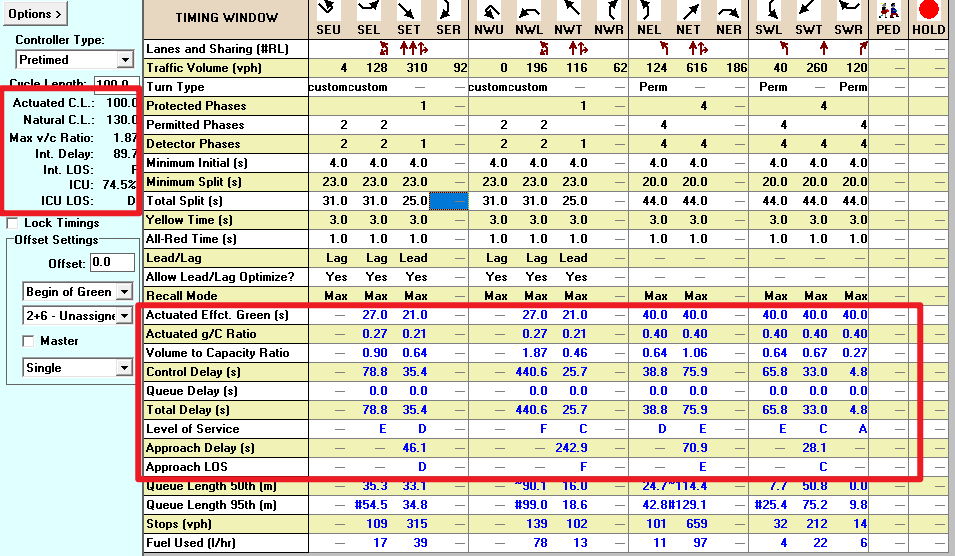 Options >
Controller Type:
Pretimed
Cycle Length: 100.0
Actuated C.L.: 100.0
Natural C.L.: 130.0
Max v/c Ratio: 1.87
Int. Delay: 89.7
Int. LOS: F
ICU: 74.5%
ICU LOS: D
Lock Timings
Offset Settings
Offset: 0.0
Begin of Green
2+6 - Unassigne
Master
Single
TIMING WINDOW SEU SEL SET SER NWU NWL NWT NWR NEL NET NER SWL SWT SWR PED HOLD
Lanes and Sharing (#RL) — —
Traffic Volume (vph) 4 128 310 92 0 196 116 62 124 616 186 40 260 120 — —
Turn Type custom custom custom custom Perm Perm Perm — —
Protected Phases 1 1 4 4 — —
Permitted Phases 2 2 2 2 4 4 4 — —
Detector Phases 2 2 1 2 2 1 4 4 4 4 4 — —
Minimum Initial (s) 4.0 4.0 4.0 — 4.0 4.0 4.0 — 4.0 4.0 — 4.0 4.0 4.0 — —
Minimum Split (s) 23.0 23.0 23.0 — 23.0 23.0 23.0 — 20.0 20.0 — 20.0 20.0 20.0 — —
Total Split (s) 31.0 31.0 25.0 — 31.0 31.0 25.0 — 44.0 44.0 — 44.0 44.0 44.0 — —
Yellow Time (s) 3.0 3.0 3.0 — 3.0 3.0 3.0 — 3.0 3.0 — 3.0 3.0 3.0 — —
All-Red Time (s) 1.0 1.0 1.0 — 1.0 1.0 1.0 — 1.0 1.0 — 1.0 1.0 1.0 — —
Lead/Lag Lag Lag Lead — Lag Lag Lead — — — — — — — — —
Allow Lead/Lag Optimize? Yes Yes Yes — Yes Yes Yes — — — — — — — — —
Recall Mode Max Max Max — Max Max Max — Max Max — Max Max Max — —
Actuated Effct. Green (s) — 27.0 21.0 — — 27.0 21.0 — 40.0 40.0 — 40.0 40.0 40.0 — —
Actuated g/C Ratio — 0.27 0.21 — — 0.27 0.21 — 0.40 0.40 — 0.40 0.40 0.40 — —
Volume to Capacity Ratio — 0.90 0.64 — — 1.87 0.46 — 0.64 1.06 — 0.64 0.67 0.27 — —
Control Delay (s) — 78.8 35.4 — — 440.6 25.7 — 38.8 75.9 — 65.8 33.0 4.8 — —
Queue Delay (s) — 0.0 0.0 — — 0.0 0.0 — 0.0 0.0 — 0.0 0.0 0.0 — —
Total Delay (s) — 78.8 35.4 — — 440.6 25.7 — 38.8 75.9 — 65.8 33.0 4.8 — —
Level of Service — E D — — F C — D E — E C A — —
Approach Delay (s) — — 46.1 — — — 242.9 — — 70.9 — — 28.1 — — —
Approach LOS — — D — — — F — — E — — C — — —
Queue Length 50th (m) — 35.3 33.1 — — ~90.1 16.0 — 24.7 ~114.4 — 7.7 50.8 0.0 — —
Queue Length 95th (m) — #54.5 34.8 — — #99.0 18.6 — 42.8 #129.1 — #25.4 75.2 9.8 — —
Stops (vph) — 109 315 — — 139 102 — 101 659 — 32 212 14 — —
Fuel Used (l/hr) — 17 39 — — 78 13 — 11 97 — 4 22 6 — —